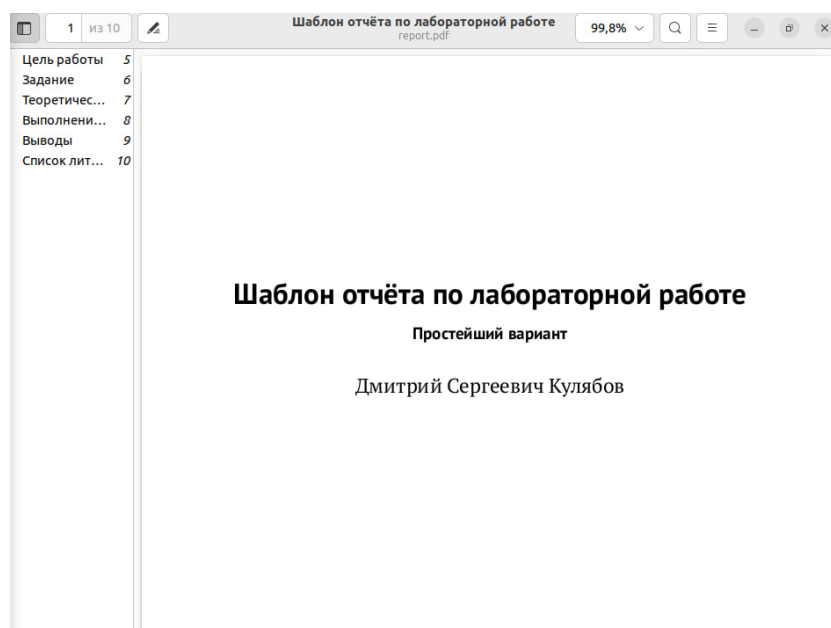 1 из 10
Шаблон отчёта по лабораторной работе
report.pdf
99,8%
Цель работы 5
Задание 6
Теоретичес... 7
Выполнени... 8
Выводы 9
Список лит... 10
Шаблон отчёта по лабораторной работе
Простейший вариант
Дмитрий Сергеевич Кулябов